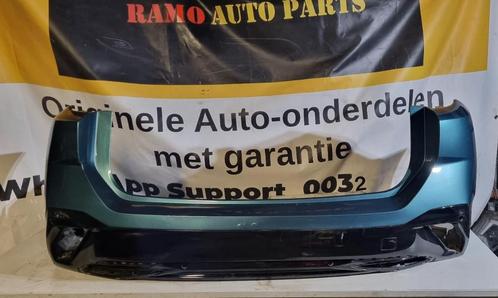 RAMO AUTO PARTS
Originele Auto-onderdelen
met garantie
App Support 0032